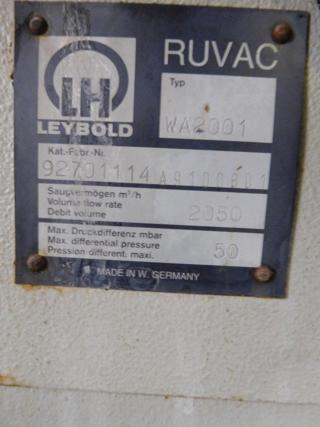 RUVAC
LH
LEYBOLD
Typ
WA2001
Kat.-Fabr-Nr.
92701114
Saugvermögen m³/h
Volume flow rate
Debit volume
2050
Max. Druckdifferenz mbar
Max. differential pressure
Pression different. maxi.
50
MADE IN W. GERMANY